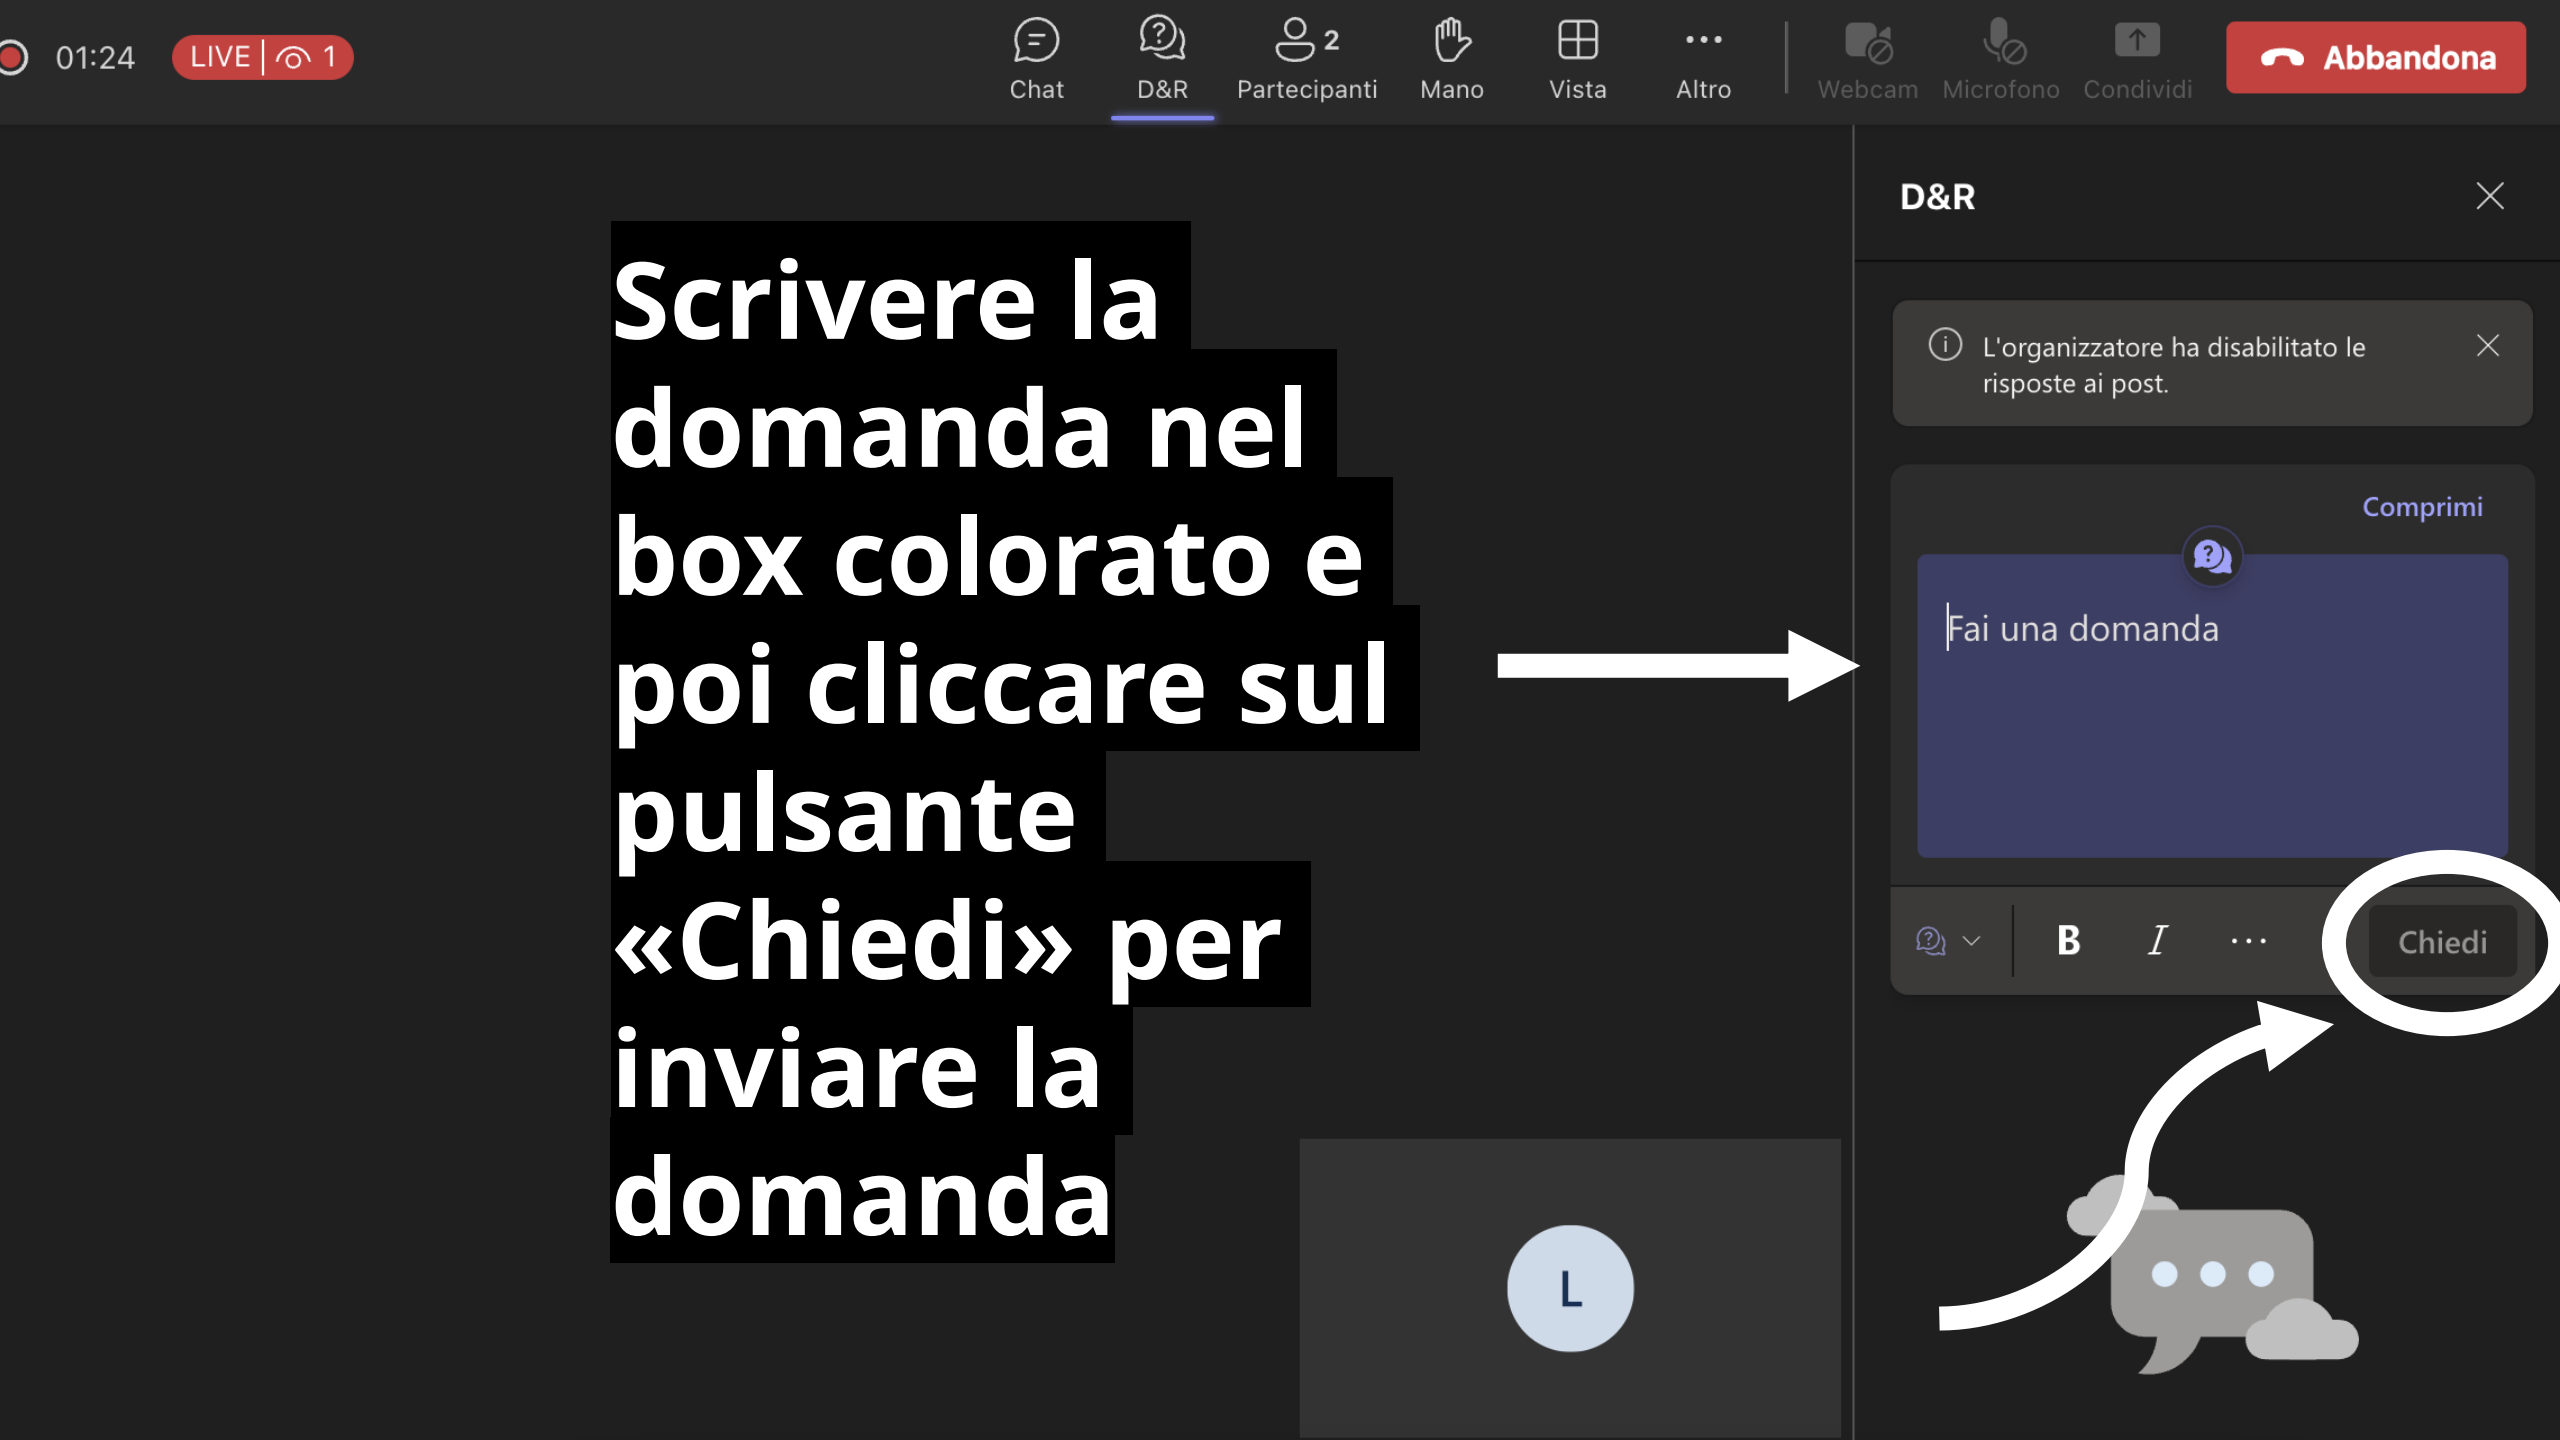 01:24
LIVE 1
Chat
D&R
Partecipanti 2
Mano
Vista
Altro
Webcam
Microfono
Condividi
Abbandona
Scrivere la
domanda nel
box colorato e
poi cliccare sul
pulsante
«Chiedi» per
inviare la
domanda
L
D&R
L'organizzatore ha disabilitato le
risposte ai post.
Comprimi
Fai una domanda
B I ...
Chiedi